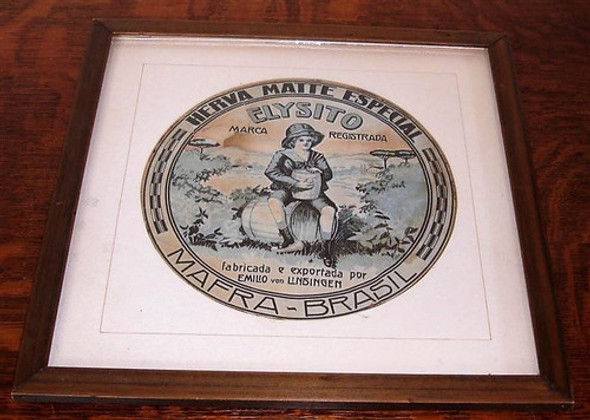 HERVA MATTE ESPECIAL
ELYSITO
MARCA REGISTRADA
fabricada e exportada por
EMILIO von LINSINGEN
MAFRA-BRASIL